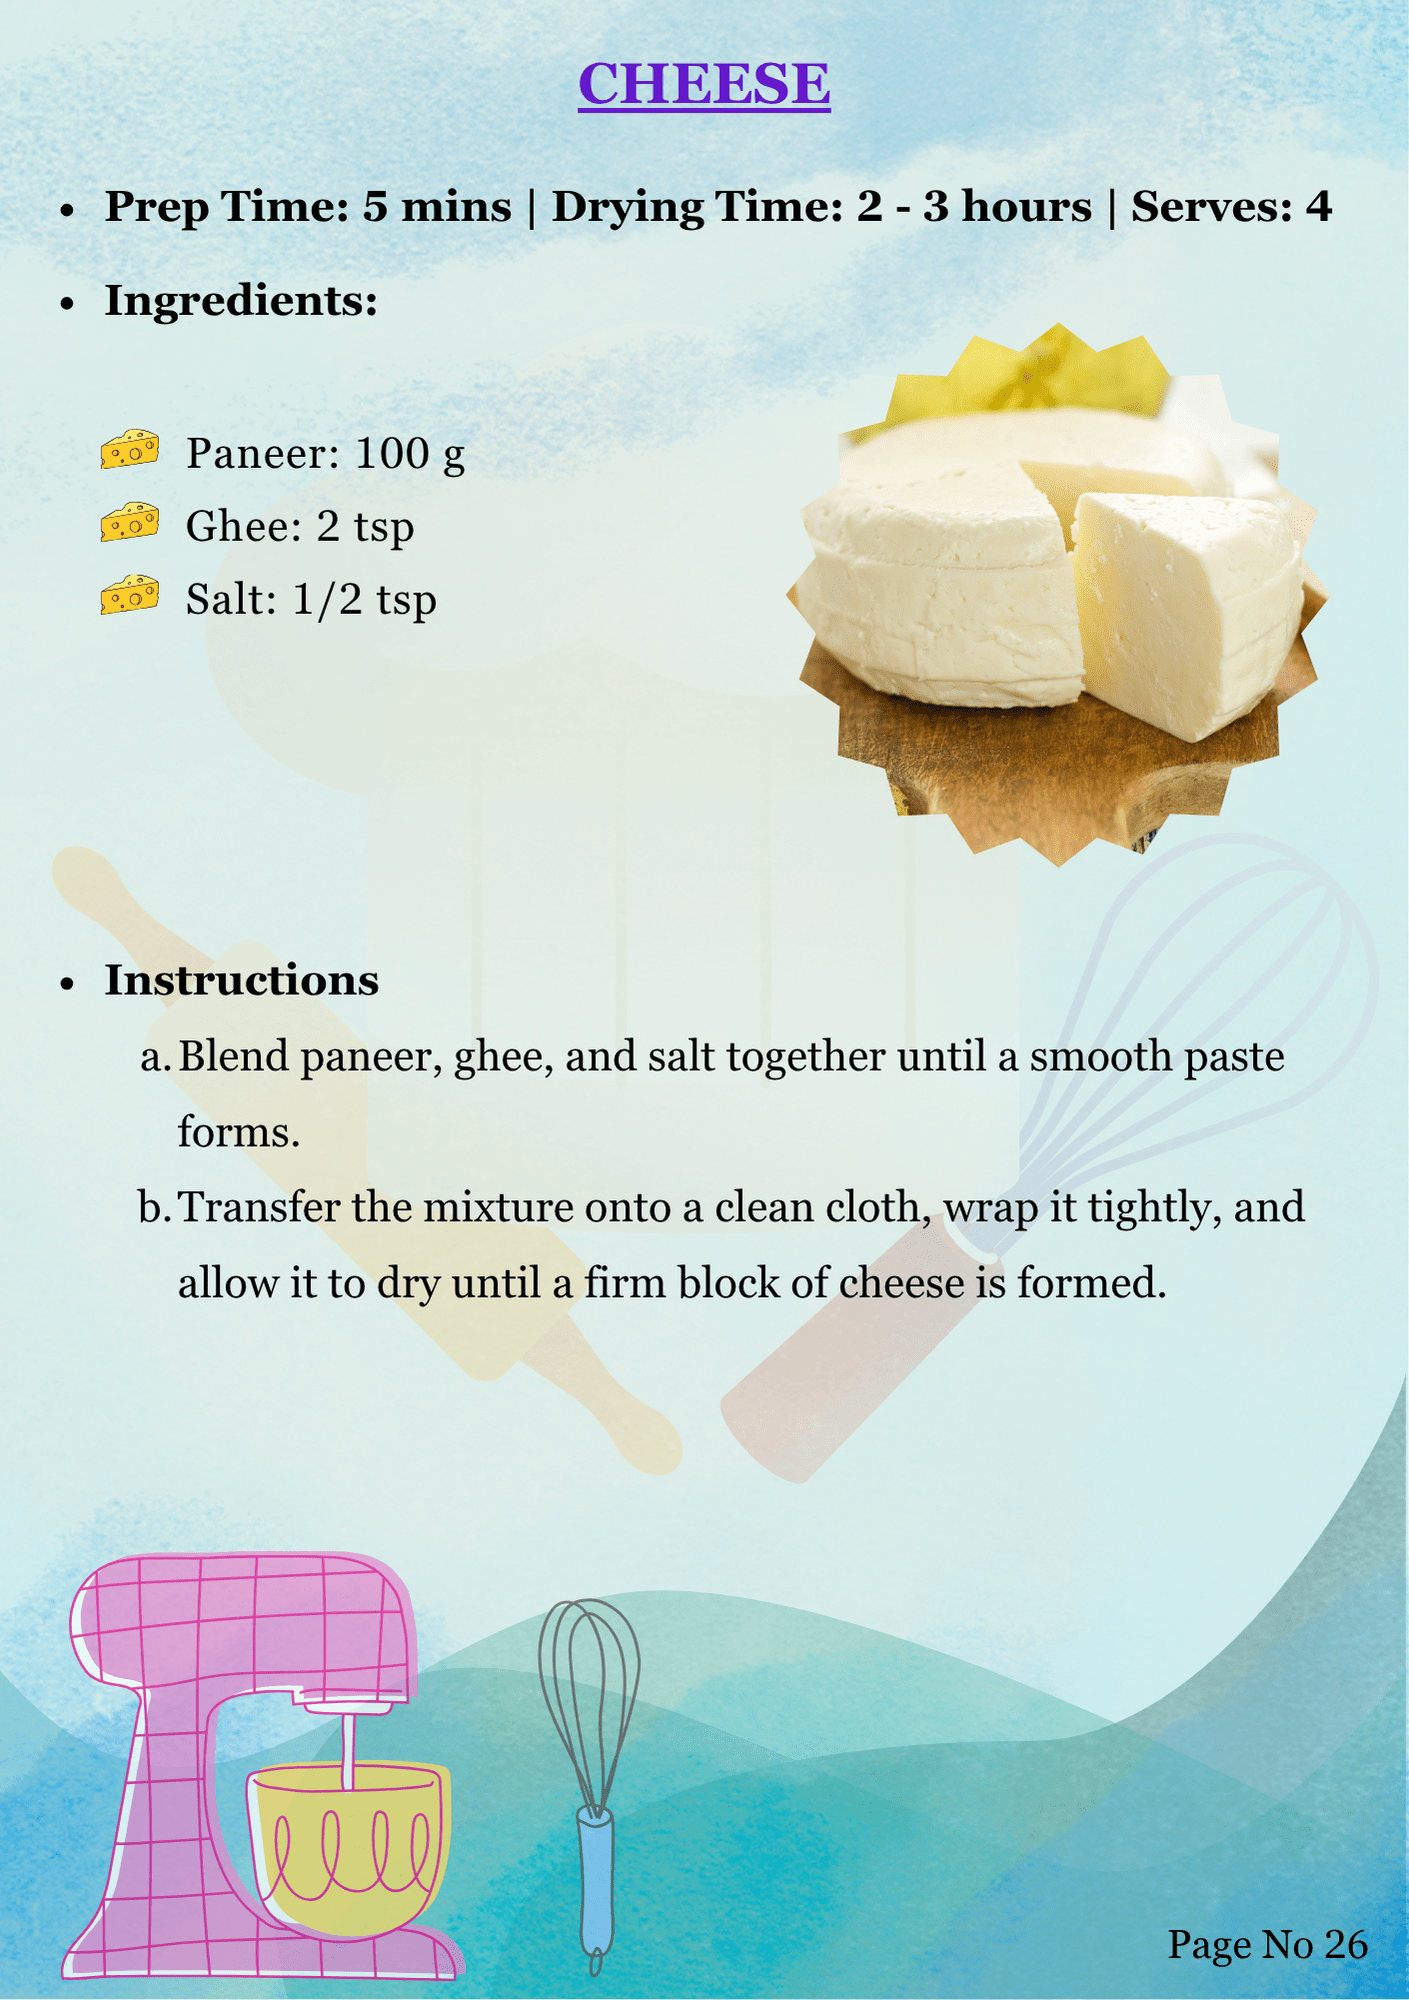 CHEESE
• Prep Time: 5 mins | Drying Time: 2 - 3 hours | Serves: 4
• Ingredients:
Paneer: 100 g
Ghee: 2 tsp
Salt: 1/2 tsp
• Instructions
a. Blend paneer, ghee, and salt together until a smooth paste
forms.
b. Transfer the mixture onto a clean cloth, wrap it tightly, and
allow it to dry until a firm block of cheese is formed.
Page No 26